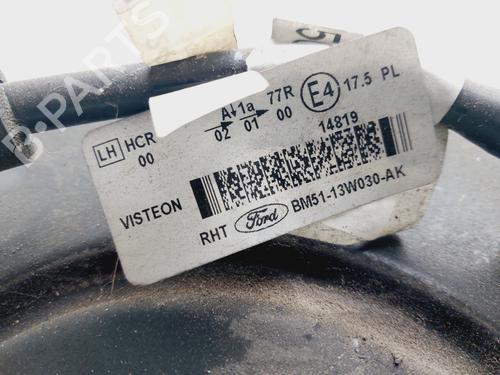 B-PARTS
LH HCR A 1a 77R E4 17.5 PL
00 02 01 00
14819
VISTEON
RHT Ford BM51-13W030-AK